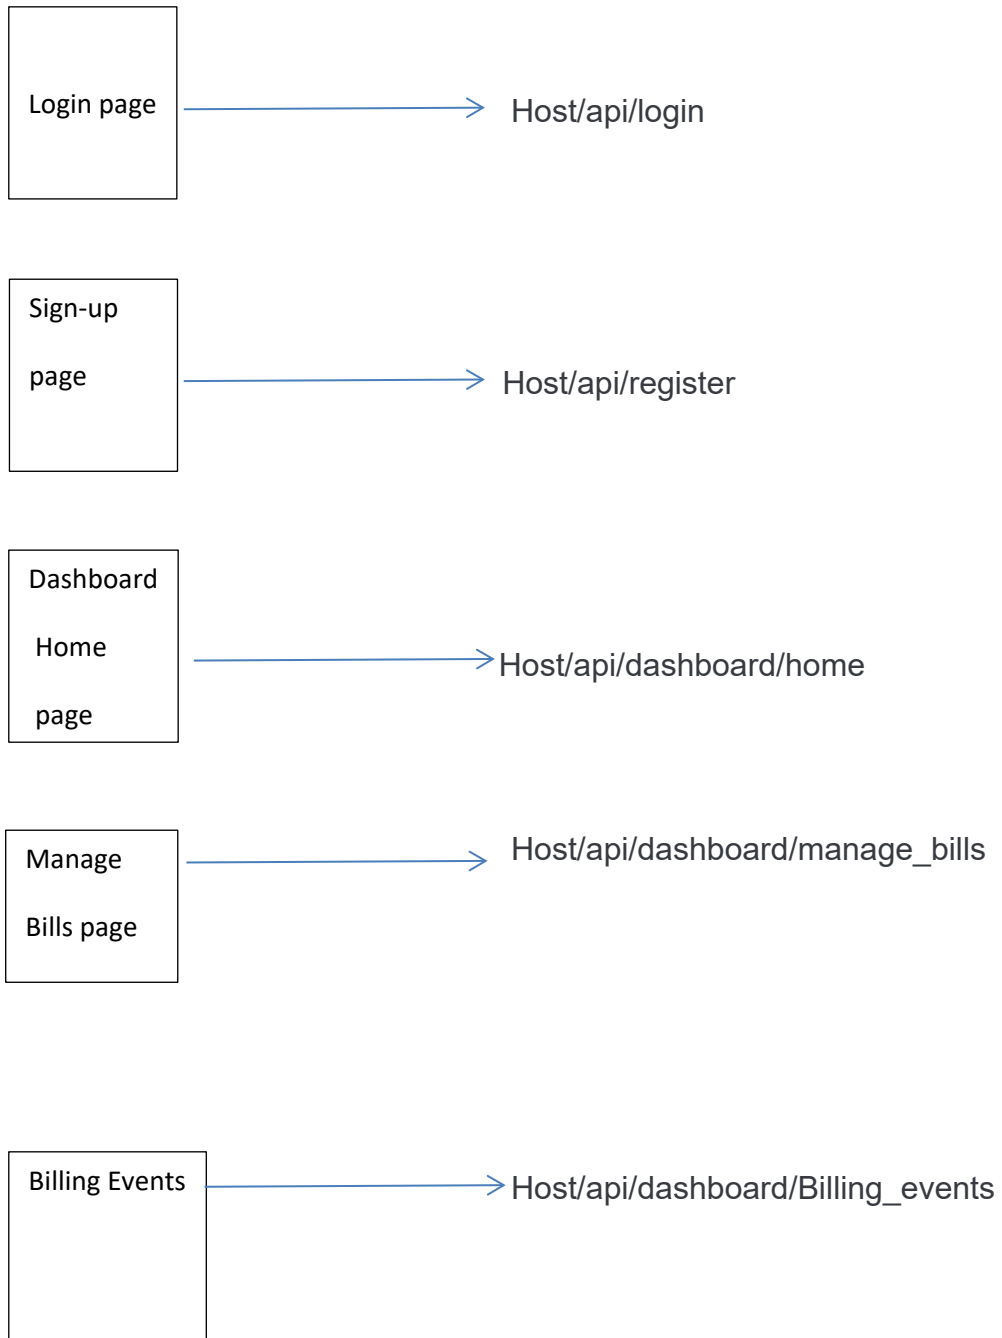 Login page
Host/api/login
Sign-up
page
Host/api/register
Dashboard
Home
page
Host/api/dashboard/home
Manage
Bills page
Host/api/dashboard/manage_bills
Billing Events
Host/api/dashboard/Billing_events